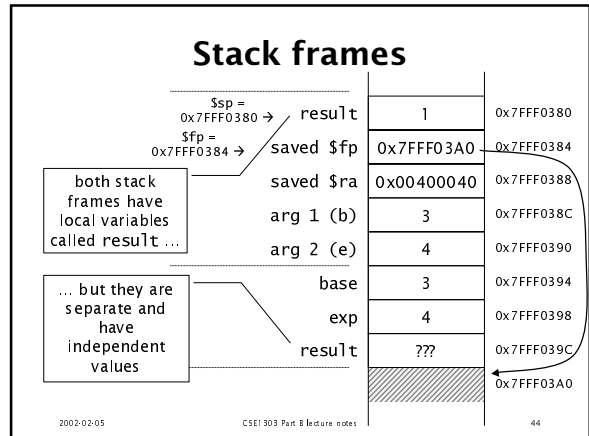 Stack frames
$sp =
0x7FFF0380 → result 1 0x7FFF0380
$fp =
0x7FFF0384 → saved $fp 0x7FFF03A0 0x7FFF0384
saved $ra 0x00400040 0x7FFF0388
both stack
frames have
local variables
called result ...
arg 1 (b) 3 0x7FFF038C
arg 2 (e) 4 0x7FFF0390
base 3 0x7FFF0394
... but they are
separate and
have
independent
values
exp 4 0x7FFF0398
result ??? 0x7FFF039C
0x7FFF03A0
2002-02-05 CSE1303 Part B lecture notes 44